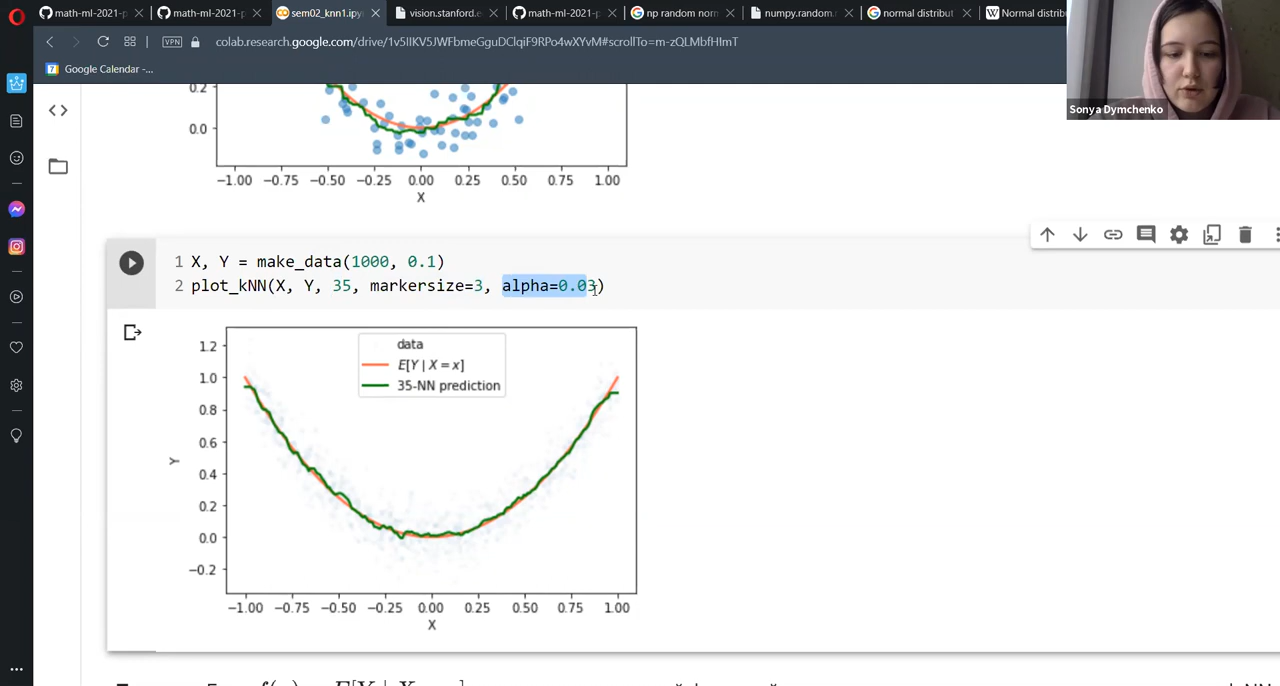 math-ml-2021-p
math-ml-2021-p
sem02_knn1.ipy
vision.stanford.e
math-ml-2021-p
np random norm
numpy.random.
normal distribut
Normal distrib
VPN
colab.research.google.com/drive/1v5IIKV5JWFbmeGguDClqiF9RPo4wXYvM#scrollTo=m-zQLMbfHImT
Google Calendar -...
Sonya Dymchenko
0.2
0.0
−1.00 −0.75 −0.50 −0.25 0.00 0.25 0.50 0.75 1.00
X
1 X, Y = make_data(1000, 0.1)
2 plot_kNN(X, Y, 35, markersize=3, alpha=0.03)
data
E[Y | X = x]
35-NN prediction
1.2
1.0
0.8
0.6
0.4
0.2
0.0
−0.2
Y
−1.00 −0.75 −0.50 −0.25 0.00 0.25 0.50 0.75 1.00
X